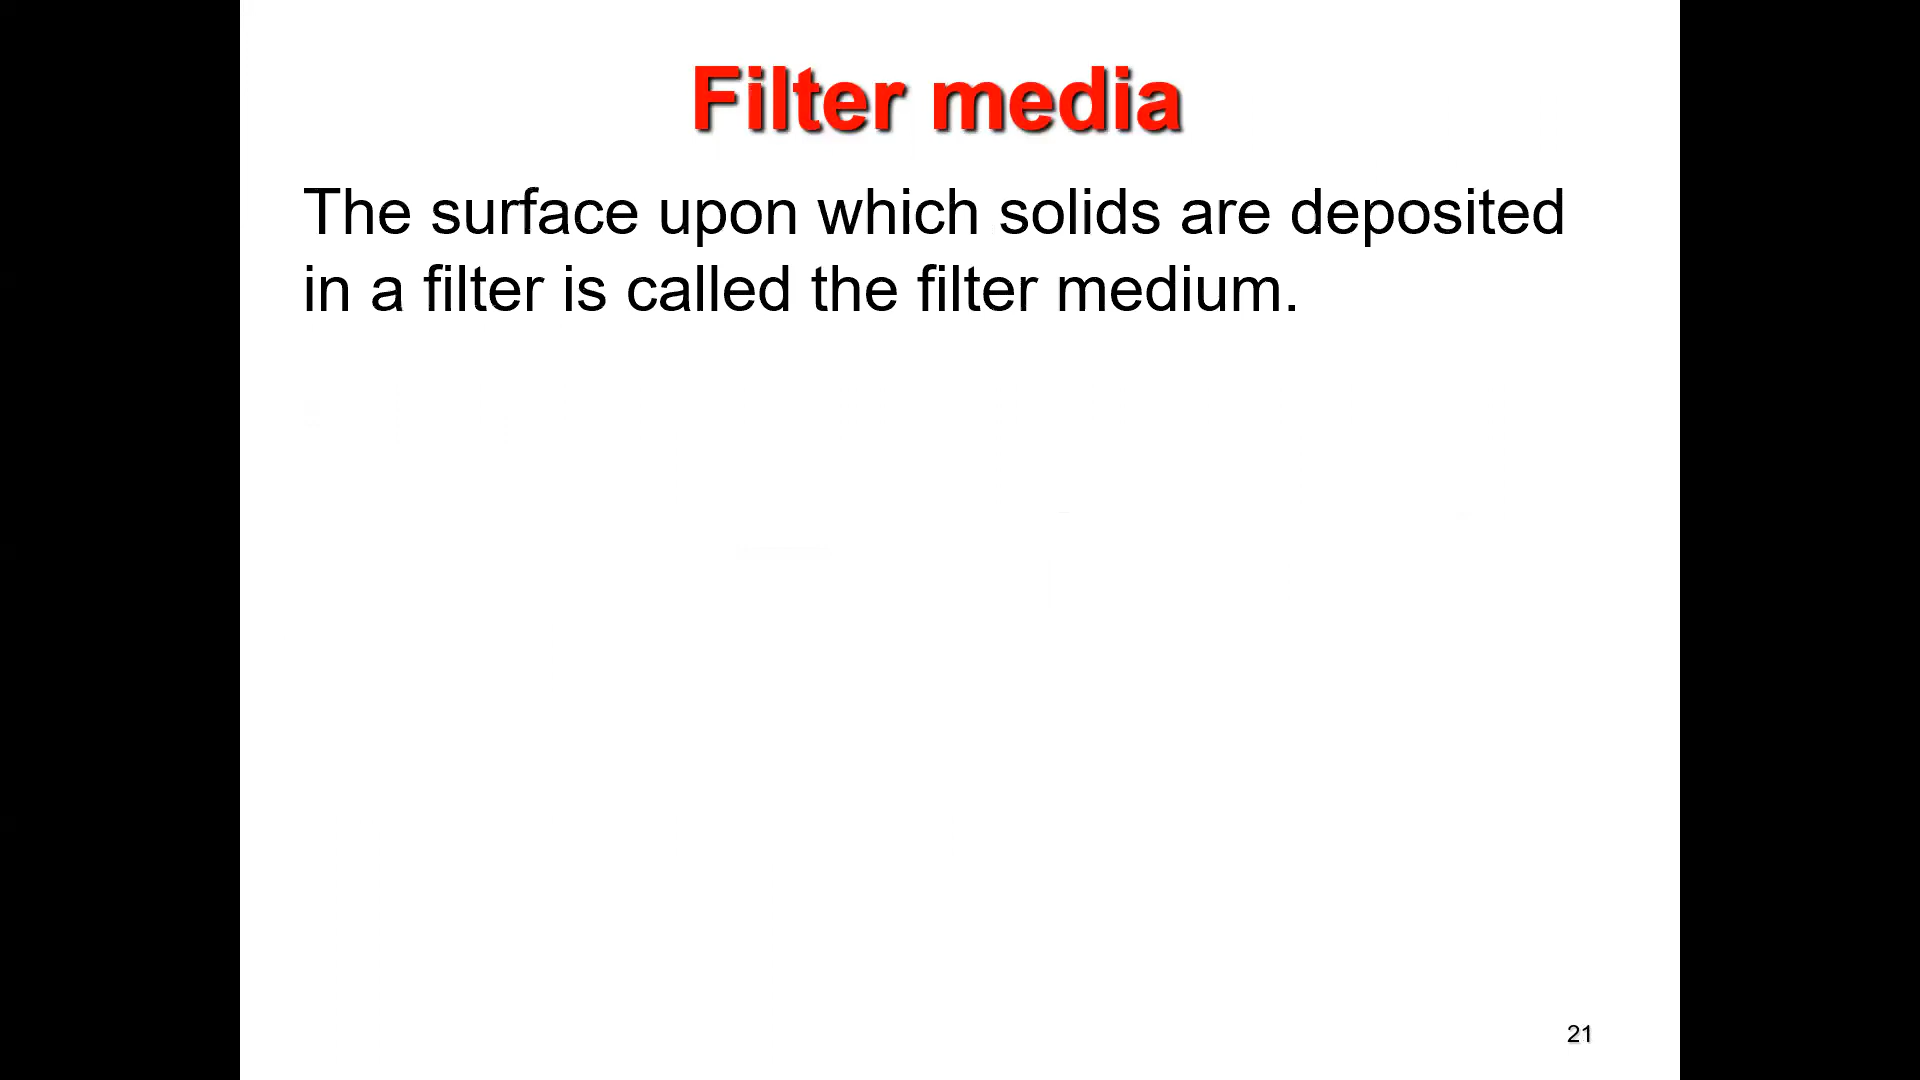 Filter media
The surface upon which solids are deposited
in a filter is called the filter medium.
21